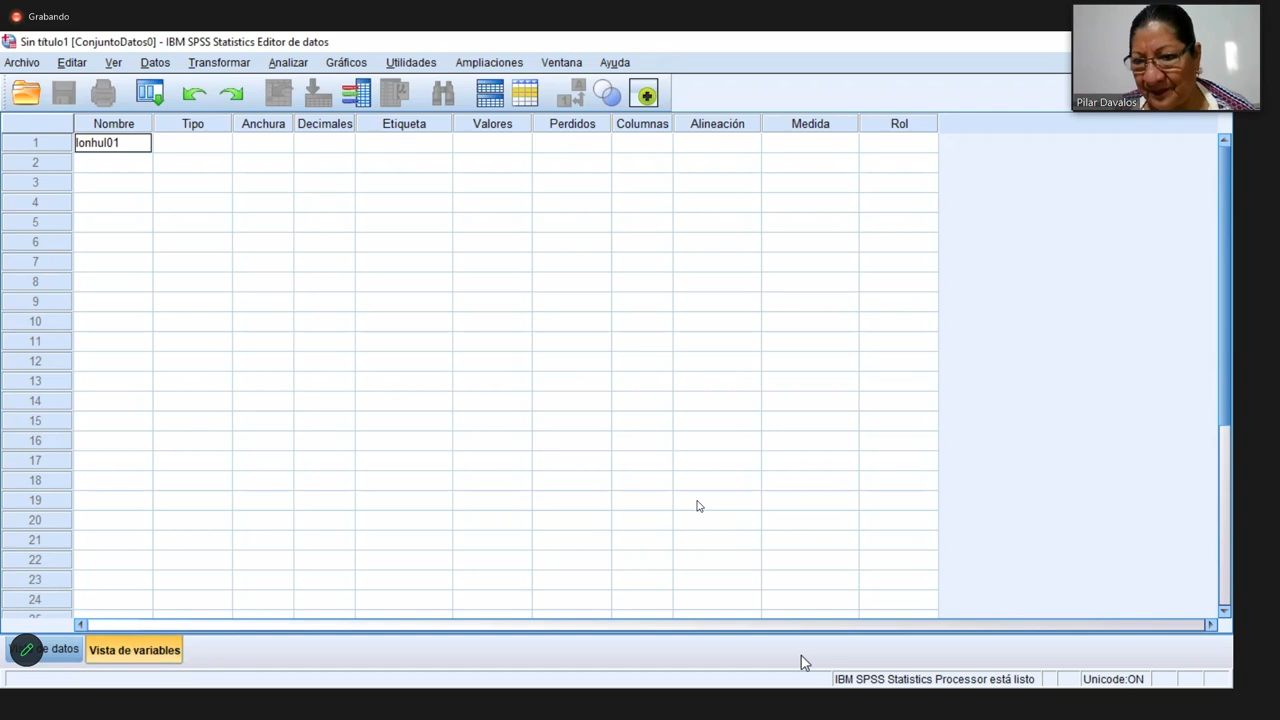 Grabando
Sin título1 [ConjuntoDatos0] - IBM SPSS Statistics Editor de datos
Archivo Editar Ver Datos Transformar Analizar Gráficos Utilidades Ampliaciones Ventana Ayuda
Pilar Davalos
Nombre Tipo Anchura Decimales Etiqueta Valores Perdidos Columnas Alineación Medida Rol
1 lonhul01
2
3
4
5
6
7
8
9
10
11
12
13
14
15
16
17
18
19
20
21
22
23
24
de datos Vista de variables
IBM SPSS Statistics Processor está listo Unicode:ON